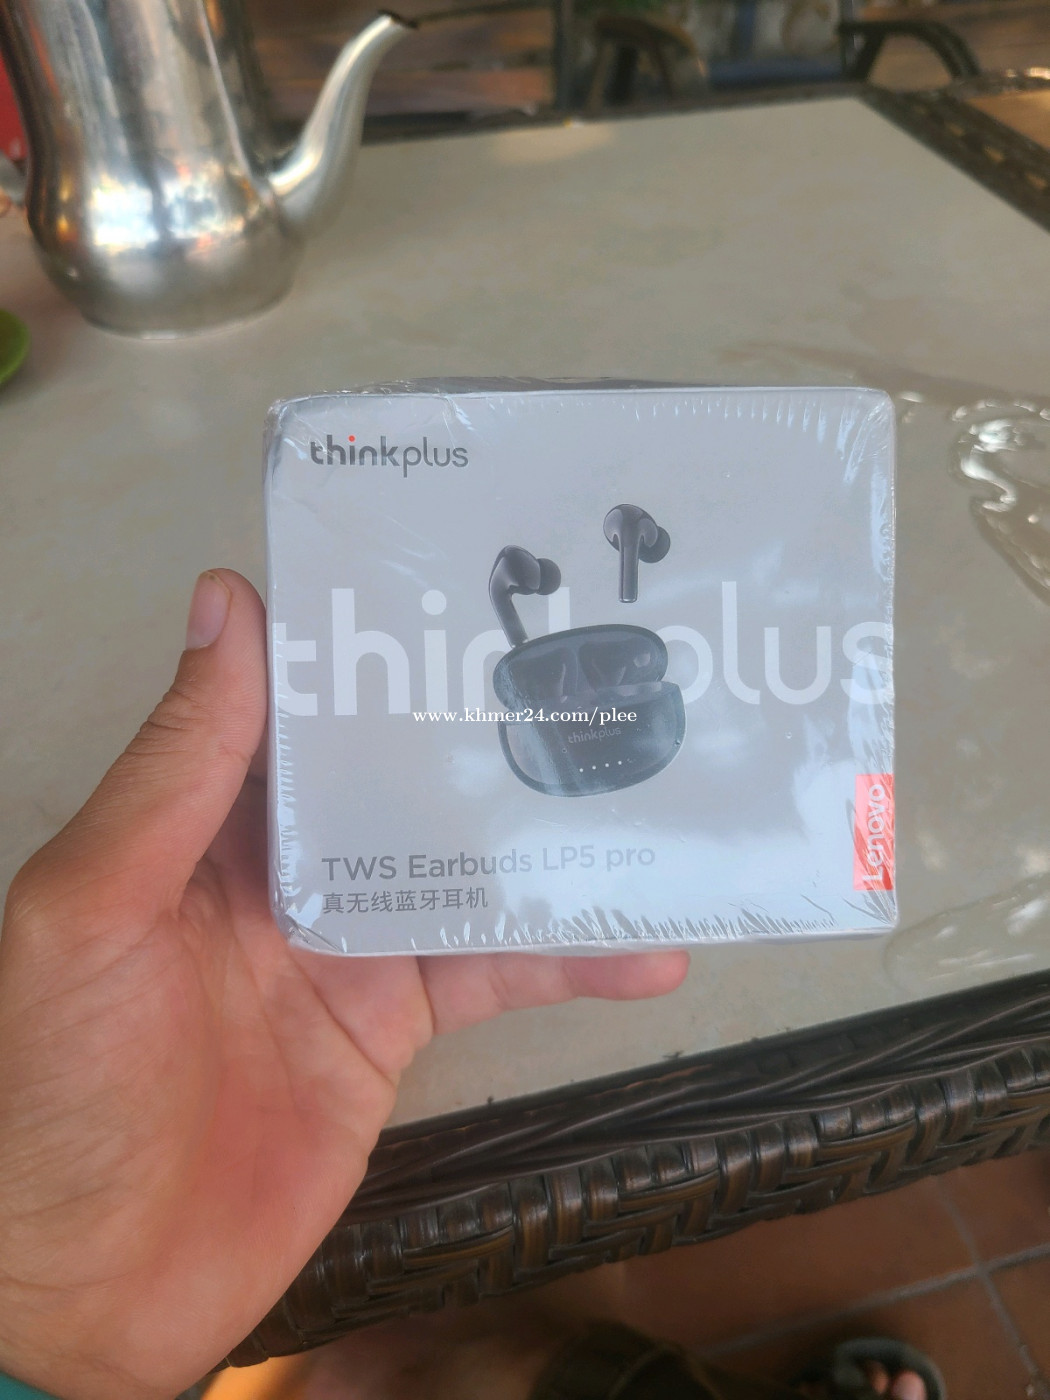 thinkplus
thinkplus
www.khmer24.com/plee
thinkplus
Lenovo
TWS Earbuds LP5 pro
真无线蓝牙耳机